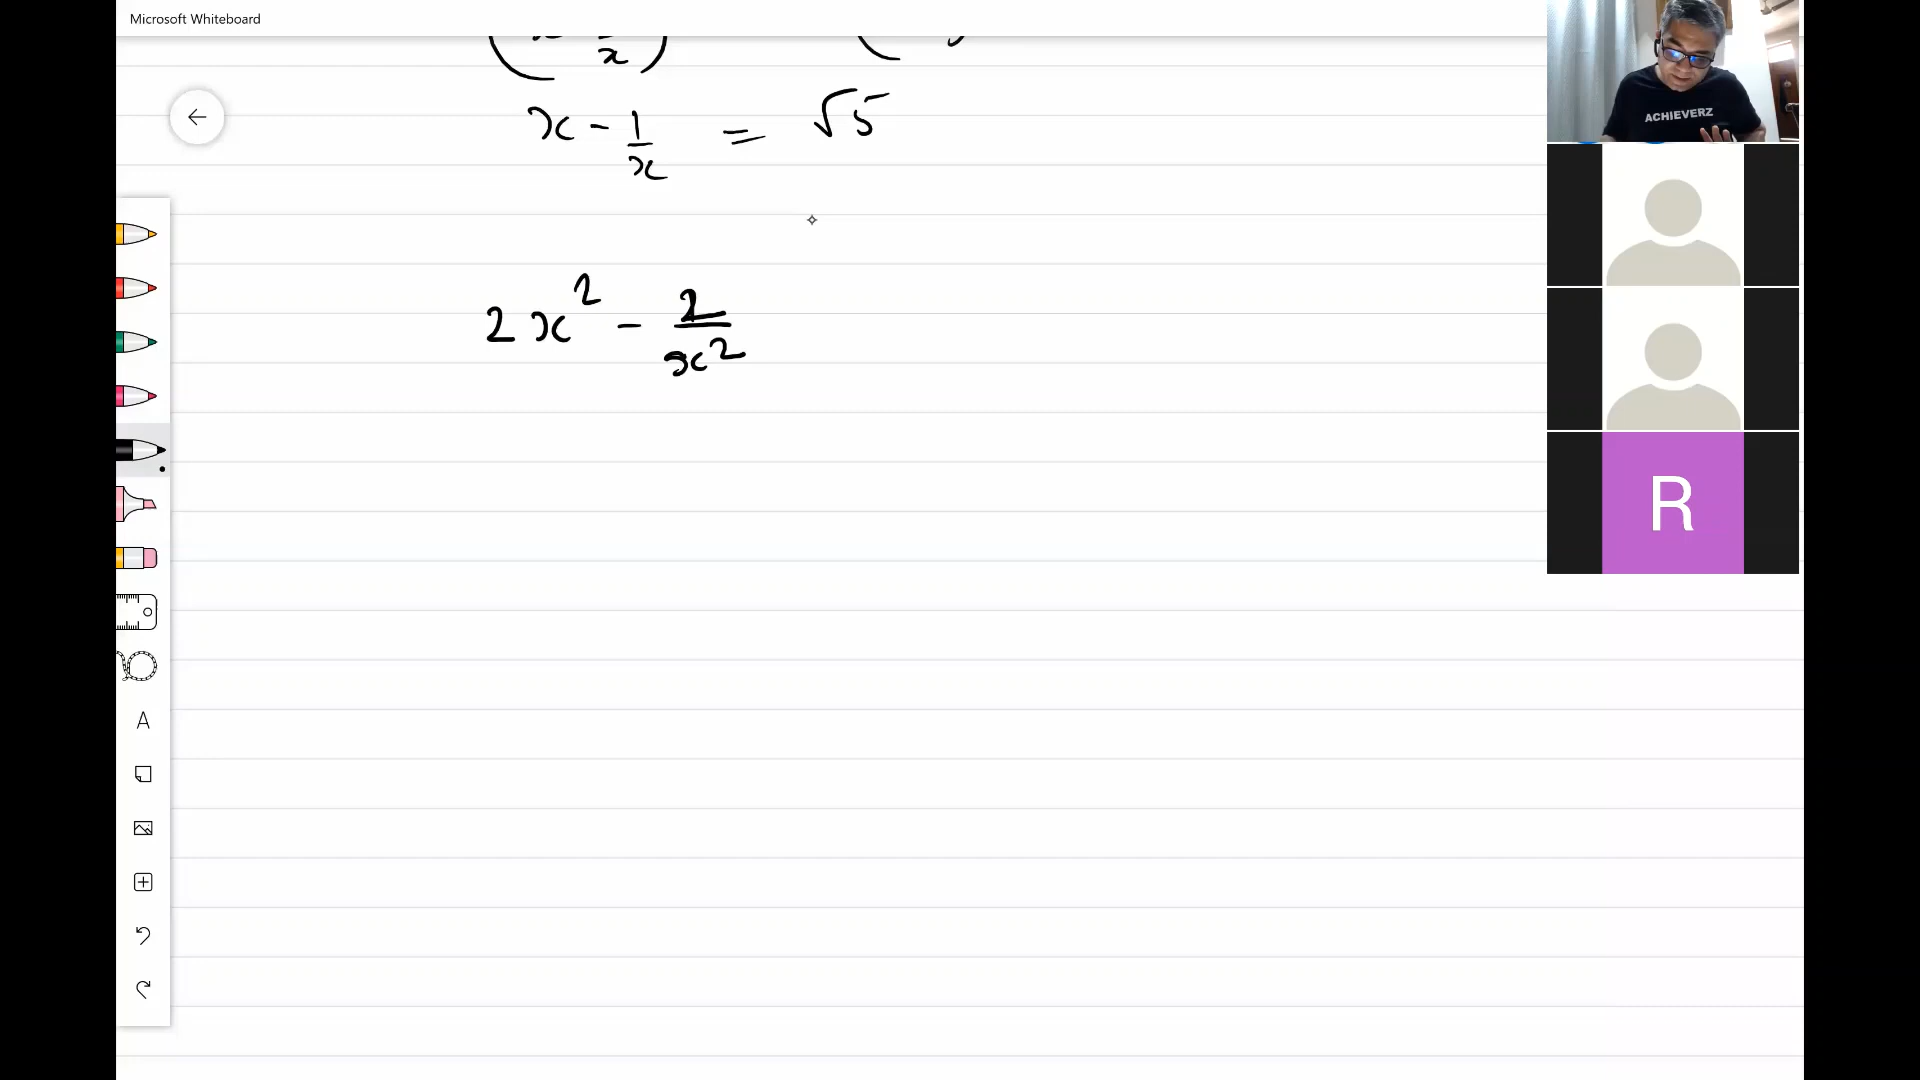 Microsoft Whiteboard
x
x - 1/x = √5
2x² - 2/x²
ACHIEVERZ
R
A